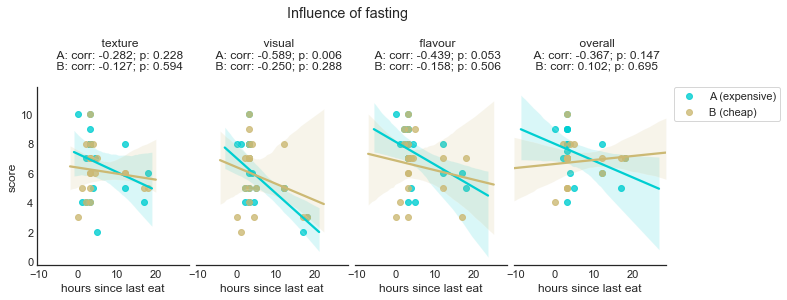 Influence of fasting
texture
A: corr: -0.282; p: 0.228
B: corr: -0.127; p: 0.594
visual
A: corr: -0.589; p: 0.006
B: corr: -0.250; p: 0.288
flavour
A: corr: -0.439; p: 0.053
B: corr: -0.158; p: 0.506
overall
A: corr: -0.367; p: 0.147
B: corr: 0.102; p: 0.695
A (expensive)
B (cheap)
score
10
8
6
4
2
0
−10 0 10 20
−10 0 10 20
−10 0 10 20
−10 0 10 20
hours since last eat
hours since last eat
hours since last eat
hours since last eat